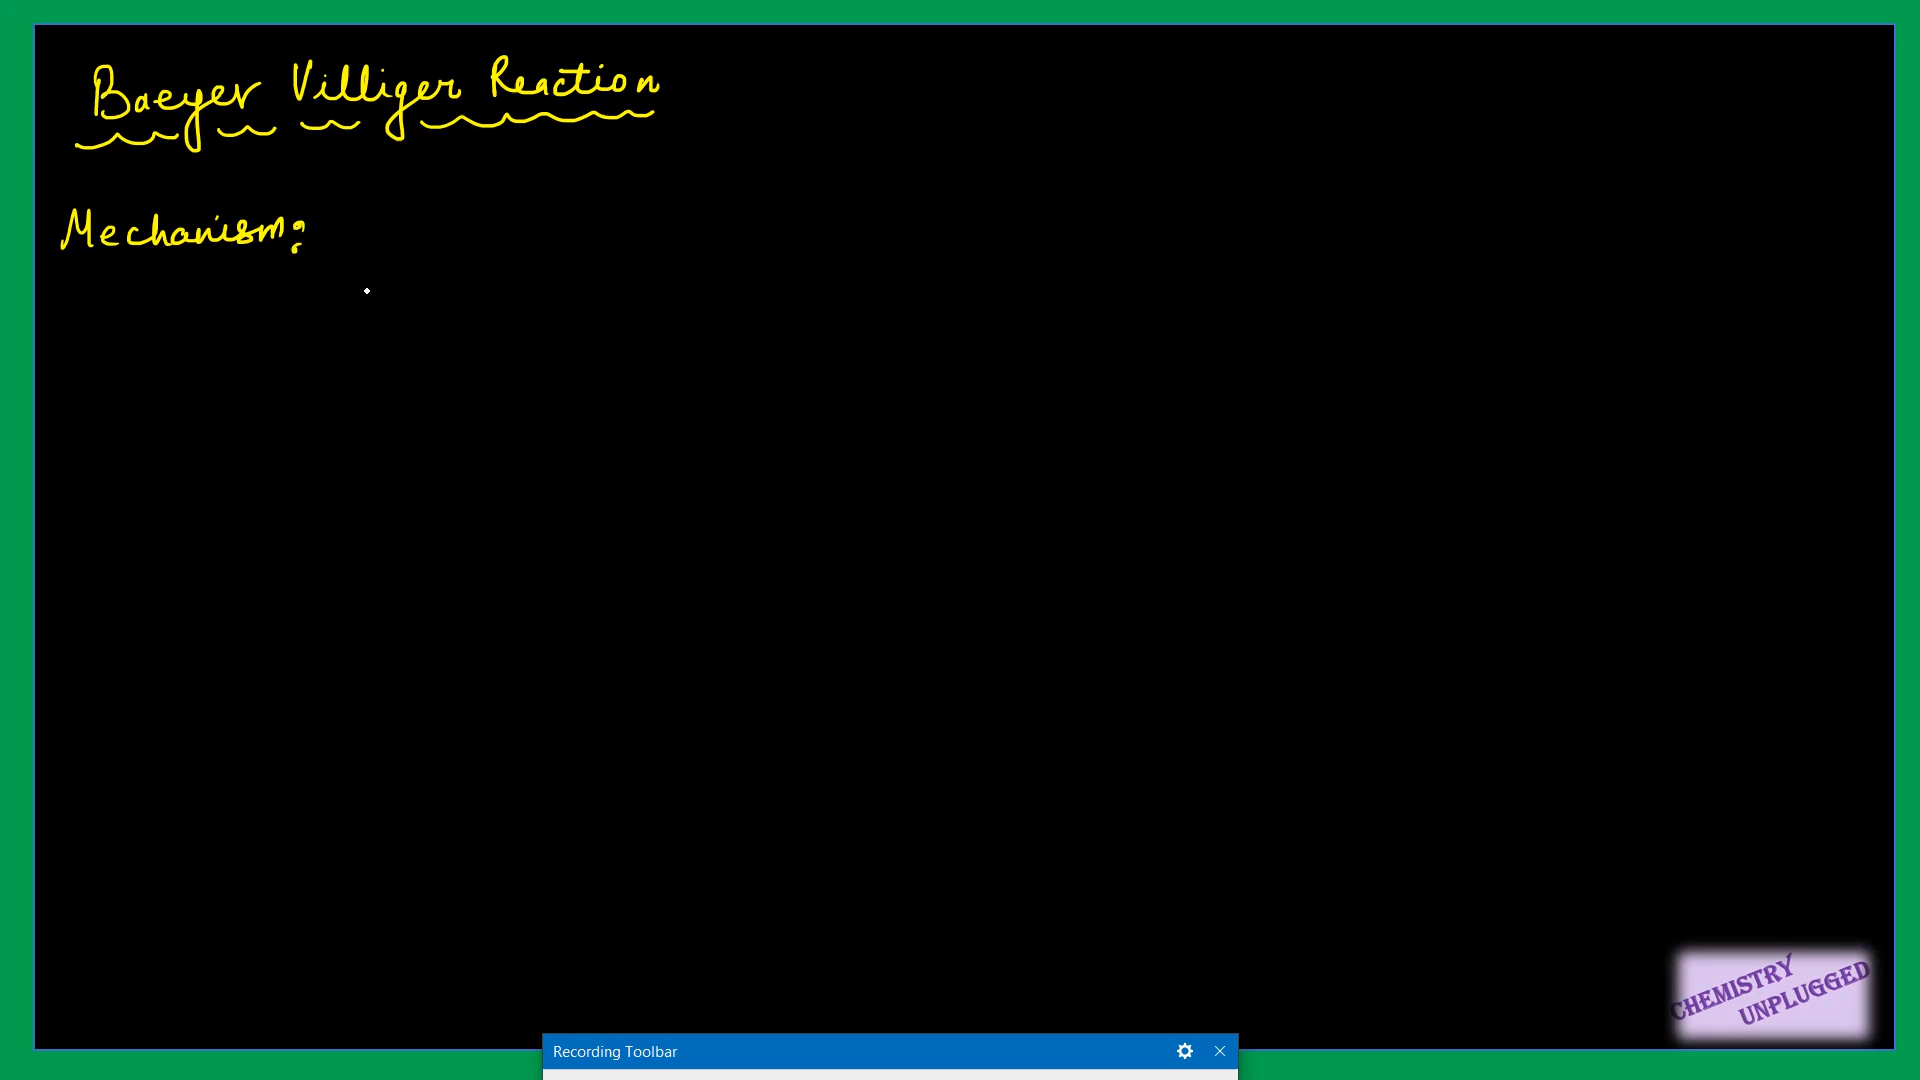 Baeyer Villiger Reaction
Mechanism:
CHEMISTRY
UNPLUGGED
Recording Toolbar